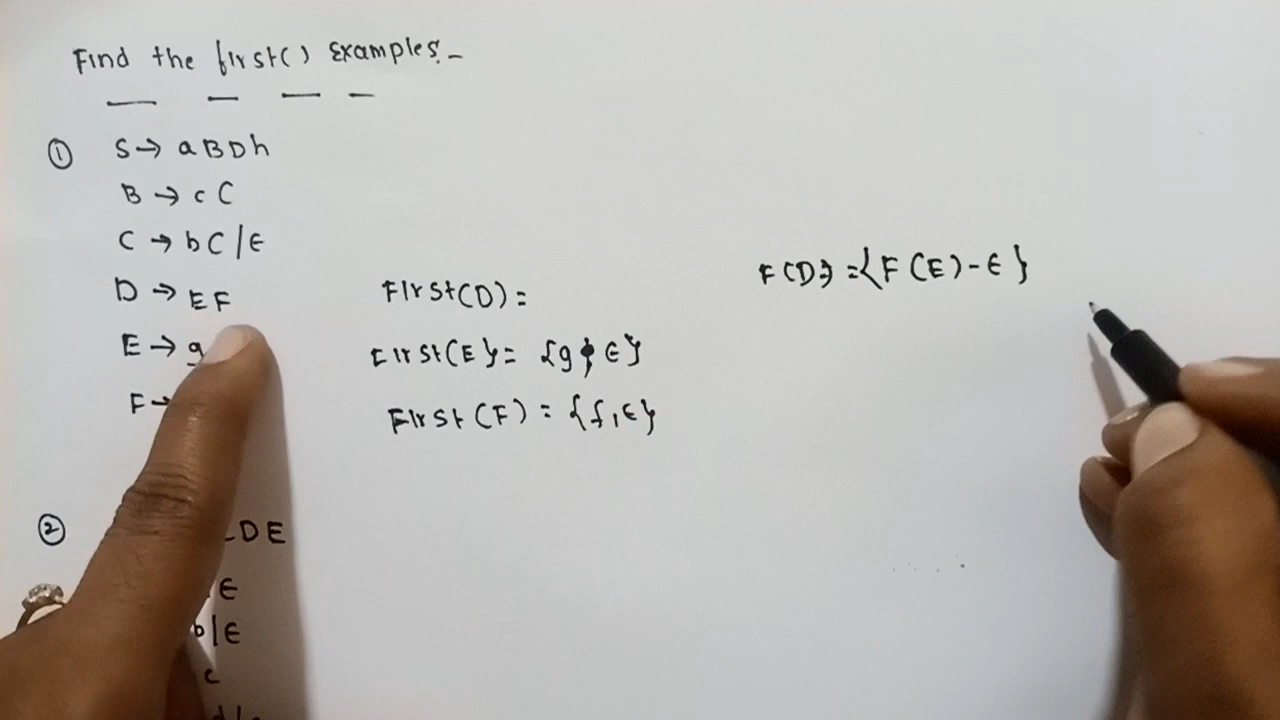 Find the first() Examples.-
① S → aBDh
B → cC
C → bC/ϵ
D → EF
E → g
F →
First(D) =
First(E} = {g, ϵ}
First(F) = {f, ϵ}
F(D) = {F(E) - ϵ}
②
DE
ϵ
b/ϵ
c